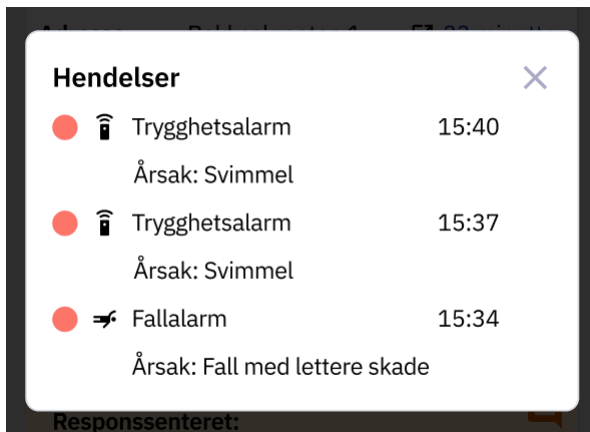 Hendelser
Trygghetsalarm 15:40
Årsak: Svimmel
Trygghetsalarm 15:37
Årsak: Svimmel
Fallalarm 15:34
Årsak: Fall med lettere skade
Responssenteret: